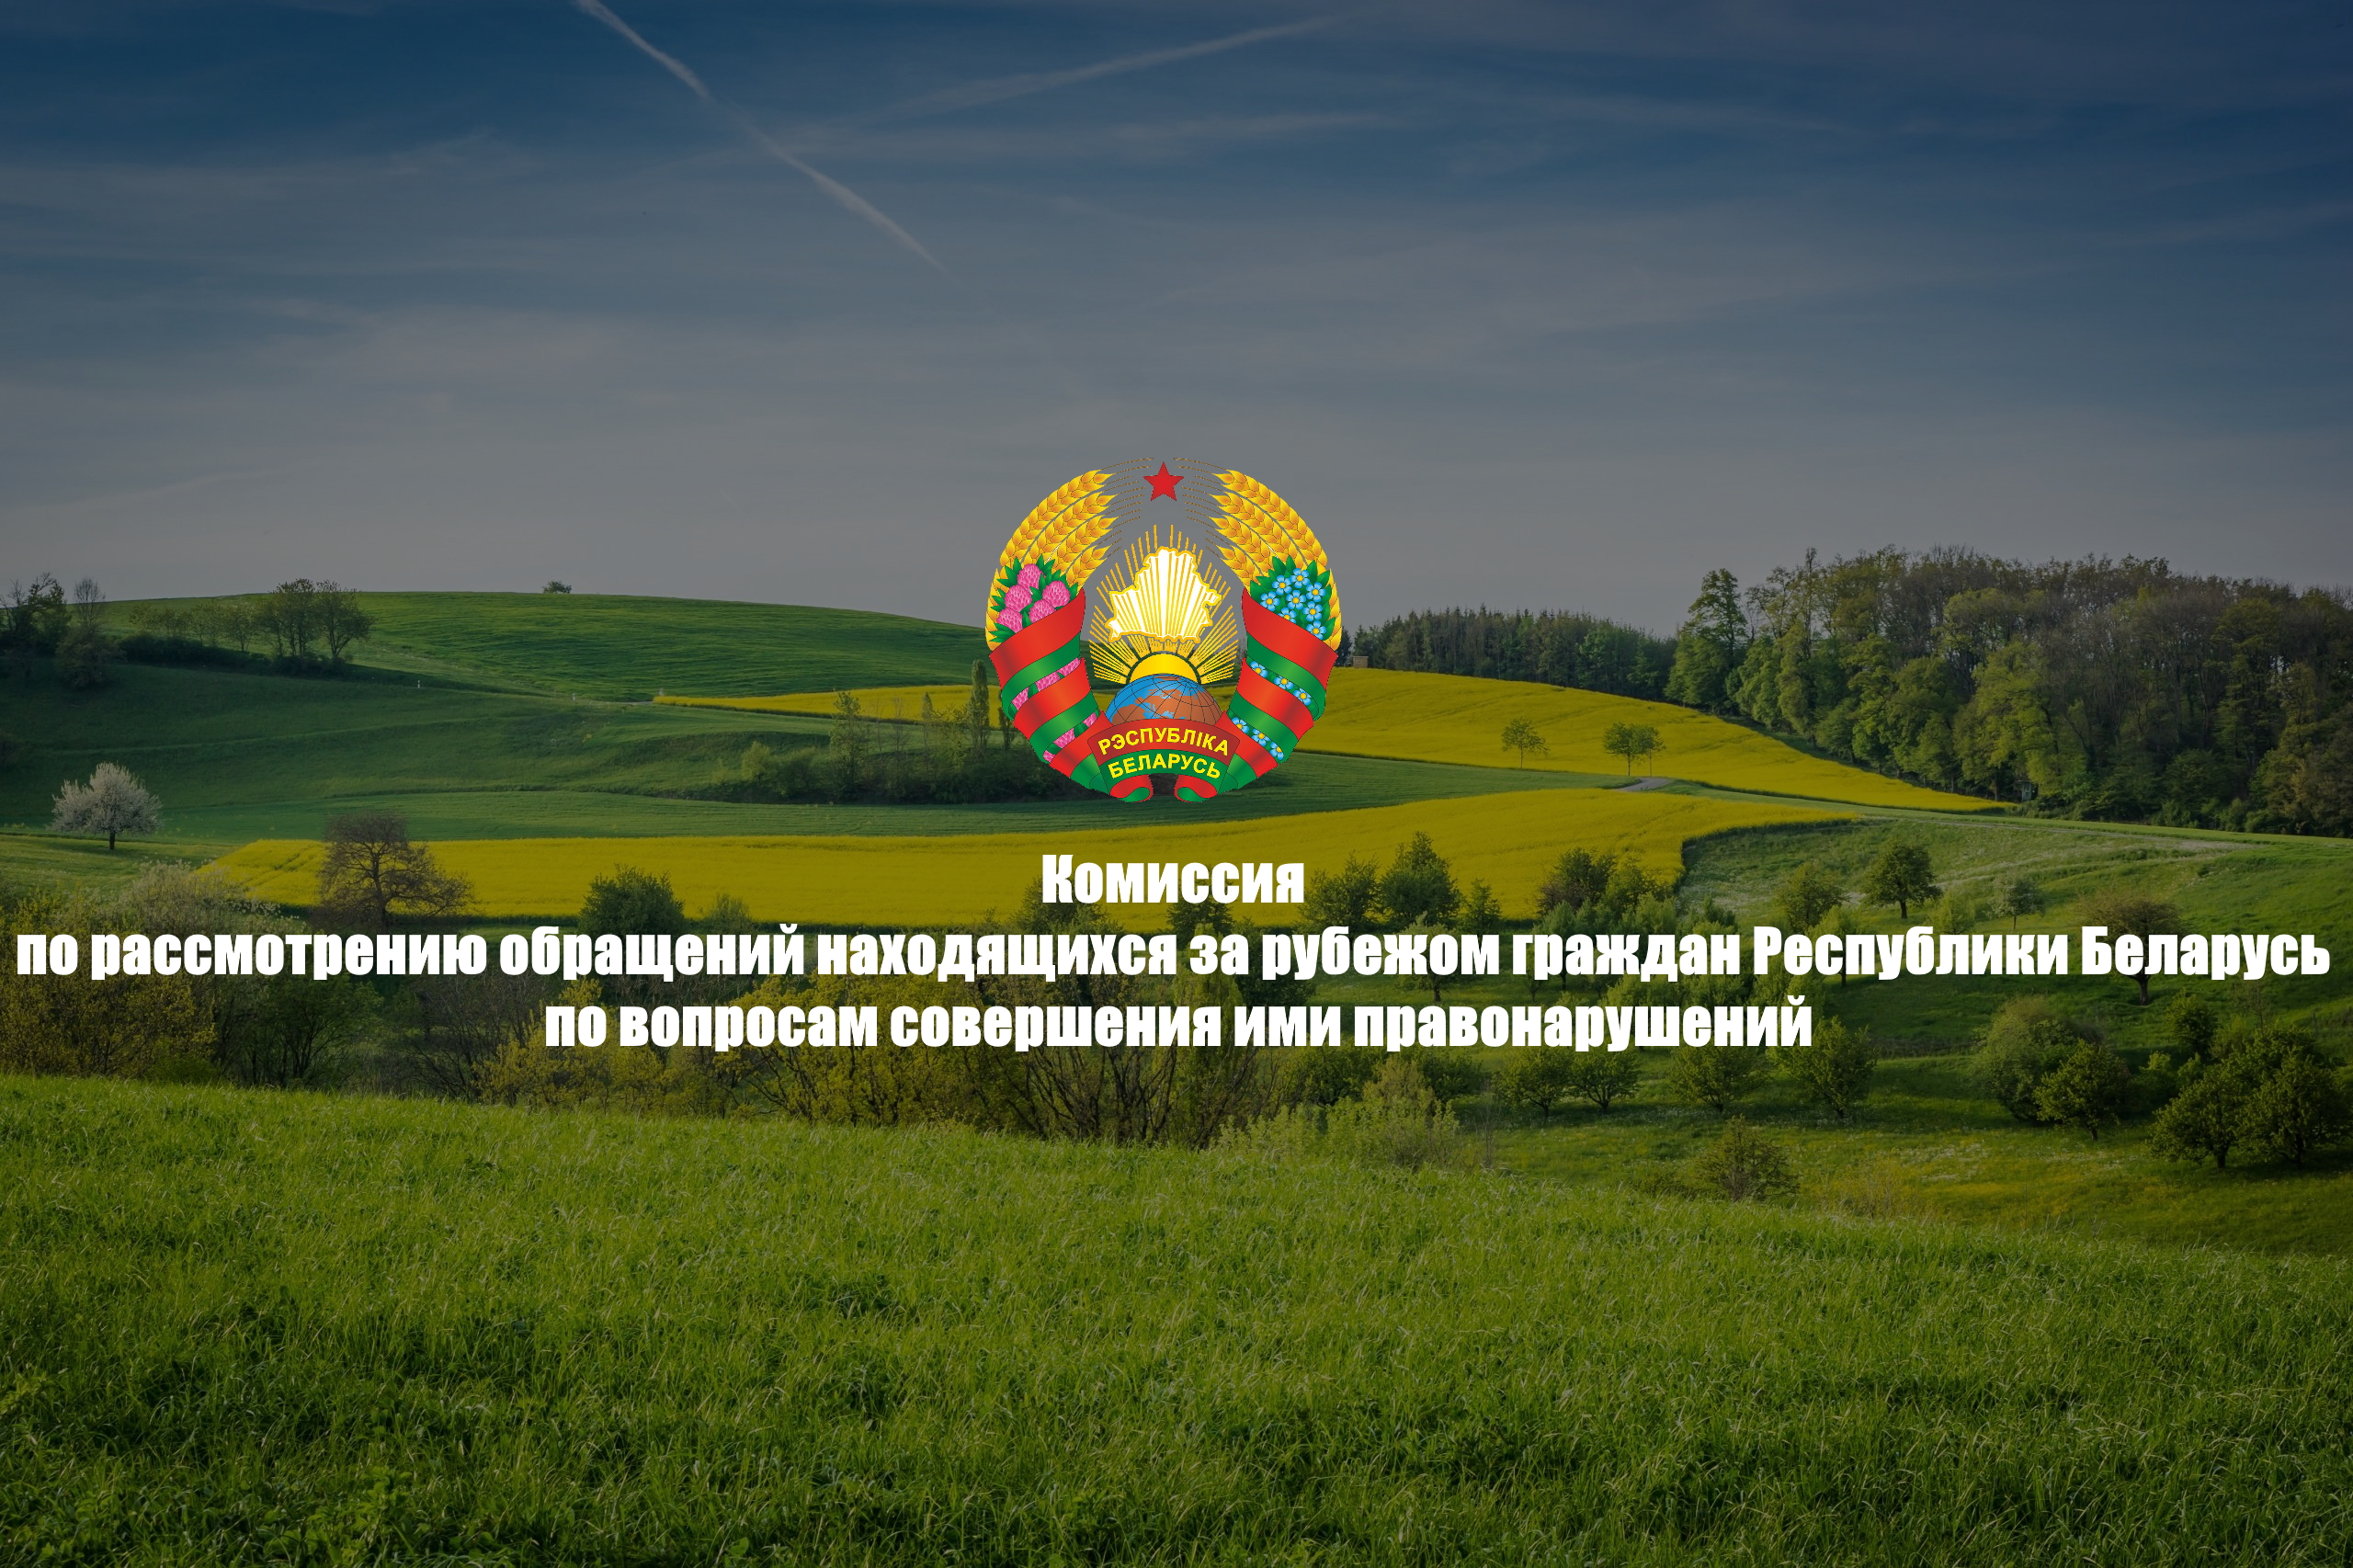 РЭСПУБЛІКА
БЕЛАРУСЬ
Комиссия
по рассмотрению обращений находящихся за рубежом граждан Республики Беларусь
по вопросам совершения ими правонарушений